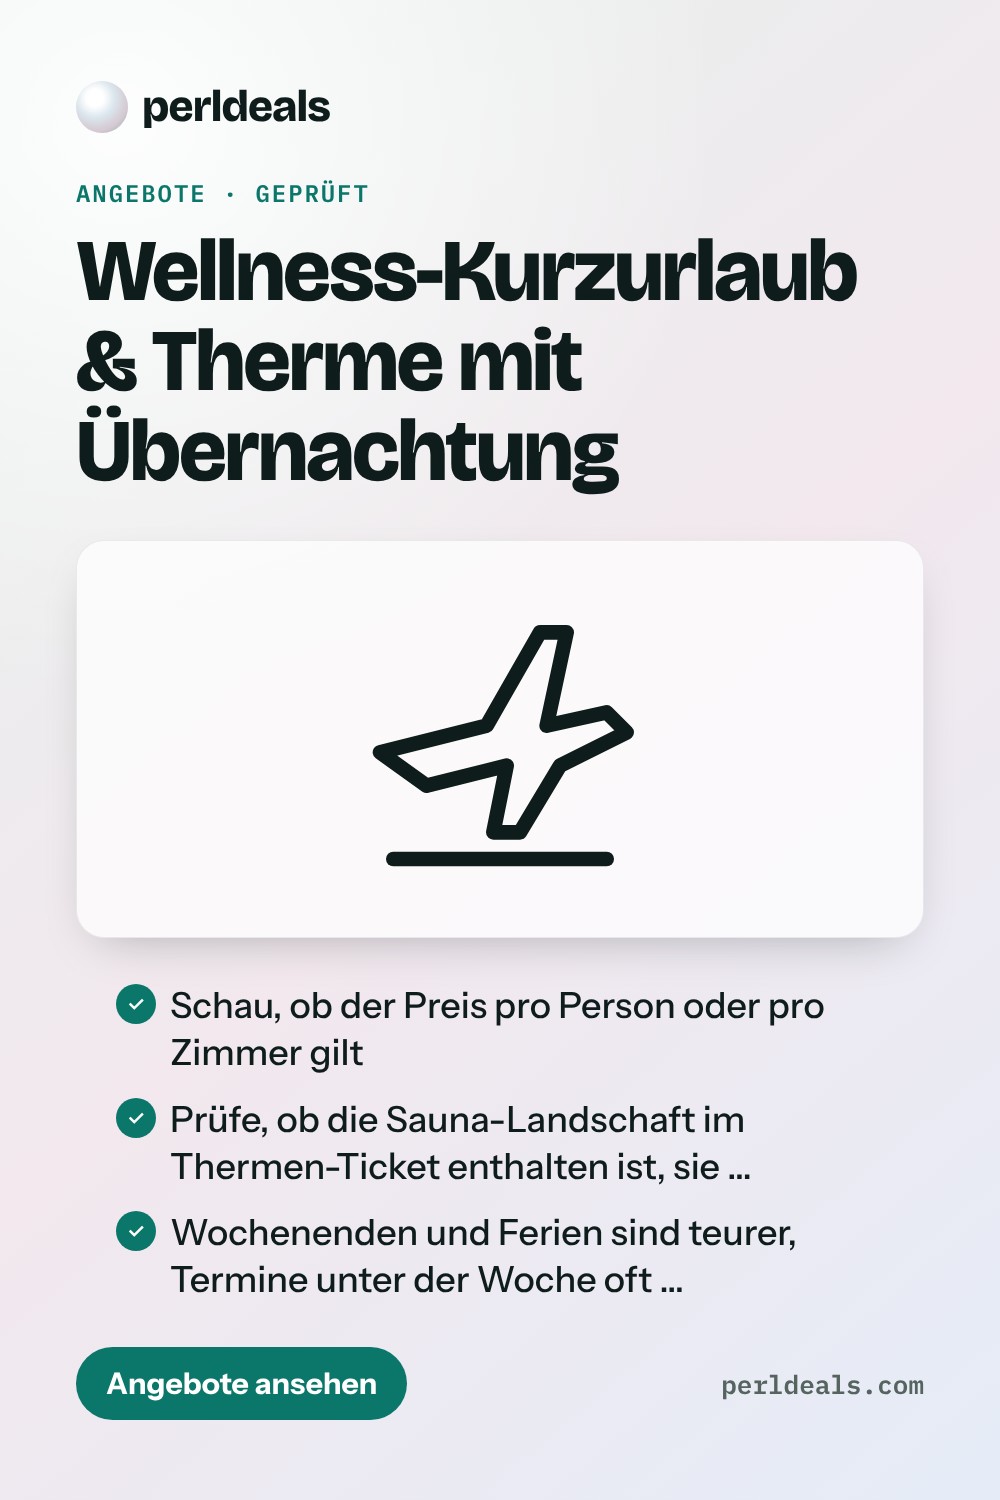 perldeals
ANGEBOTE · GEPRÜFT
Wellness-Kurzurlaub
& Therme mit
Übernachtung
Schau, ob der Preis pro Person oder pro
Zimmer gilt
Prüfe, ob die Sauna-Landschaft im
Thermen-Ticket enthalten ist, sie …
Wochenenden und Ferien sind teurer,
Termine unter der Woche oft …
Angebote ansehen
perldeals.com